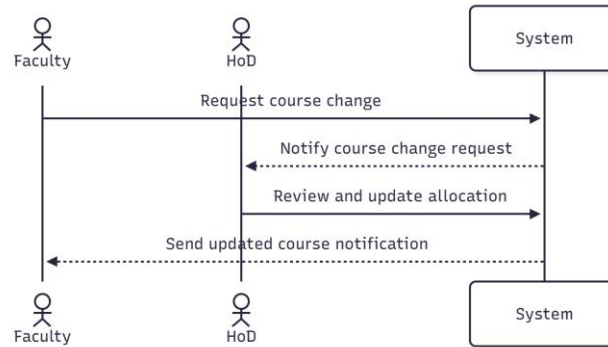 Faculty
HoD
System
Request course change
Notify course change request
Review and update allocation
Send updated course notification
Faculty
HoD
System